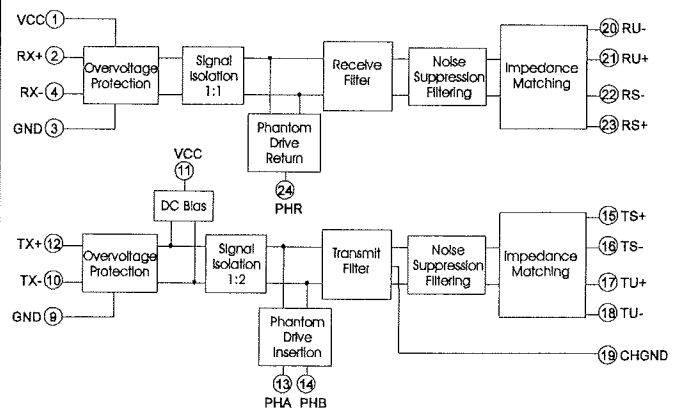 VCC 1
RX+ 2
RX- 4
GND 3
Overvoltage
Protection
Signal
Isolation
1:1
Receive
Filter
Noise
Suppression
Filtering
Impedance
Matching
20 RU-
21 RU+
22 RS-
23 RS+
Phantom
Drive
Return
24
PHR
VCC
11
DC Bias
TX+ 12
TX- 10
GND 9
Overvoltage
Protection
Signal
Isolation
1:2
Transmit
Filter
Noise
Suppression
Filtering
Impedance
Matching
15 TS+
16 TS-
17 TU+
18 TU-
19 CHGND
Phantom
Drive
Insertion
13 14
PHA PHB